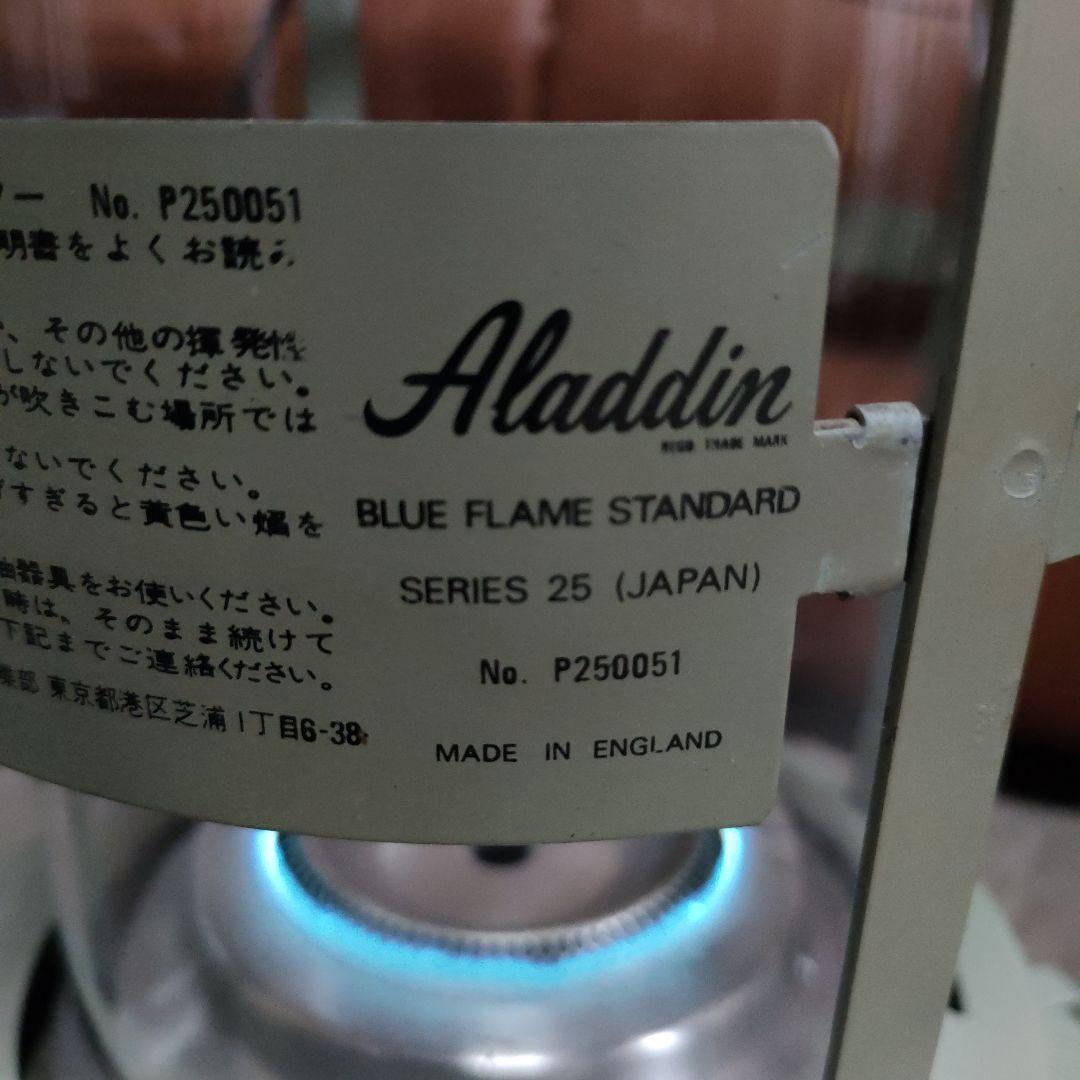 ー No. P250051
明書をよくお読み
、その他の揮発性
しないでください。
が吹きこむ場所では
ないでください。
すぎると黄色い焔を
油器具をお使いください。
時は、そのまま続けて
下記までご連絡ください。
業部 東京都港区芝浦1丁目6-38
Aladdin
REGD TRADE MARK
BLUE FLAME STANDARD
SERIES 25 (JAPAN)
No. P250051
MADE IN ENGLAND